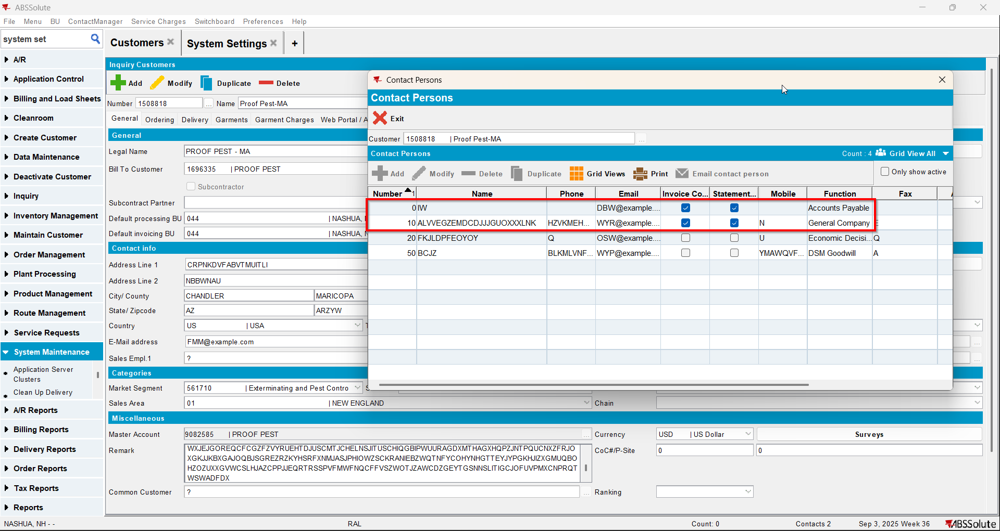 ABSSolute
File Menu BU ContactManager Service Charges Switchboard Preferences Help
system set
Customers
System Settings
+
A/R
Application Control
Billing and Load Sheets
Cleanroom
Create Customer
Data Maintenance
Deactivate Customer
Inquiry
Inventory Management
Maintain Customer
Order Management
Plant Processing
Product Management
Route Management
Service Requests
System Maintenance
Application Server
Clusters
Clean Up Delivery
A/R Reports
Billing Reports
Delivery Reports
Order Reports
Tax Reports
Reports
Inquiry Customers
Add Modify Duplicate Delete
Number 1508818 ... Name Proof Pest-MA
General Ordering Delivery Garments Garment Charges Web Portal / A
General
Legal Name PROOF PEST - MA
Bill To Customer 1696335 | PROOF PEST
Subcontractor
Subcontract Partner
Default processing BU 044 | NASHUA,
Default invoicing BU 044 | NASHUA, N
Contact info
Address Line 1 CRPNKDVFABVTMUITLI
Address Line 2 NBBWNAU
City/ County CHANDLER MARICOPA
State/ Zipcode AZ ARZYW
Country US | USA
E-Mail address FMM@example.com
Sales Empl.1 ?
Categories
Market Segment 561710 | Exterminating and Pest Contro
Sales Area 01 | NEW ENGLAND Chain
Miscellaneous
Master Account 9082585 | PROOF PEST ... Currency USD | US Dollar Surveys
Remark
WXJEJGOREQCFCGZFZVYRUEHTDJUSCMTJCHELNSJITUSCHIQGBIPWUURAGDXMTHAGXHQPZJNTPQUCNXZFRJO
XGKJJKBXGAJOQBJSGREZRZKYHSRFXNMJASJPHIOWZSCKRANIEBZWQTNFYCOHYNHGTTEYJYPGKHJIZXGMUQBO
HZOZUXXGVWCSLHJAZCPPJJEQRTRSSPVFMWFNQCFFVSZWOTJZAWCDZGEYTGSNNSLITIGCJOFUVPMXCNPRQT
WSWADFDX
CoC#/P-Site 0 0
Common Customer ? ... Ranking
Contact Persons
Contact Persons
Exit
Customer 1508818 | Proof Pest-MA ...
Contact Persons Count : 4 Grid View All
Add Modify Delete Duplicate Grid Views Print Email contact person Only show active
Number 1 Name Phone Email Invoice Co... Statement... Mobile Function Fax
0 IW DBW@example.... Accounts Payable
10 ALVVEGZEMDCDJJJGUOXXXLNK HZVKMEH... WYR@example.... N General Company
20 FKJLDPFEOYOY Q OSW@example.... U Economic Decisi... Q
50 BCJZ BLKMLVNF... WYP@example.... YMAWQVF... DSM Goodwill A
NASHUA, NH - - RAL Count: 0 Contacts 2 Sep 3, 2025 Week 36 ABSSolute